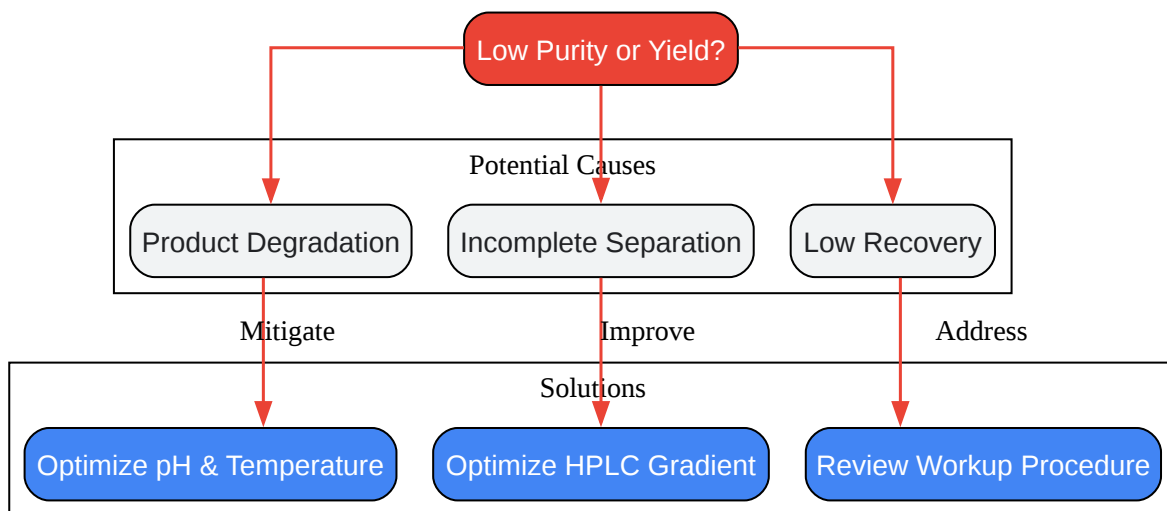 Low Purity or Yield?
Potential Causes
Product Degradation
Incomplete Separation
Low Recovery
Mitigate
Improve
Address
Solutions
Optimize pH & Temperature
Optimize HPLC Gradient
Review Workup Procedure